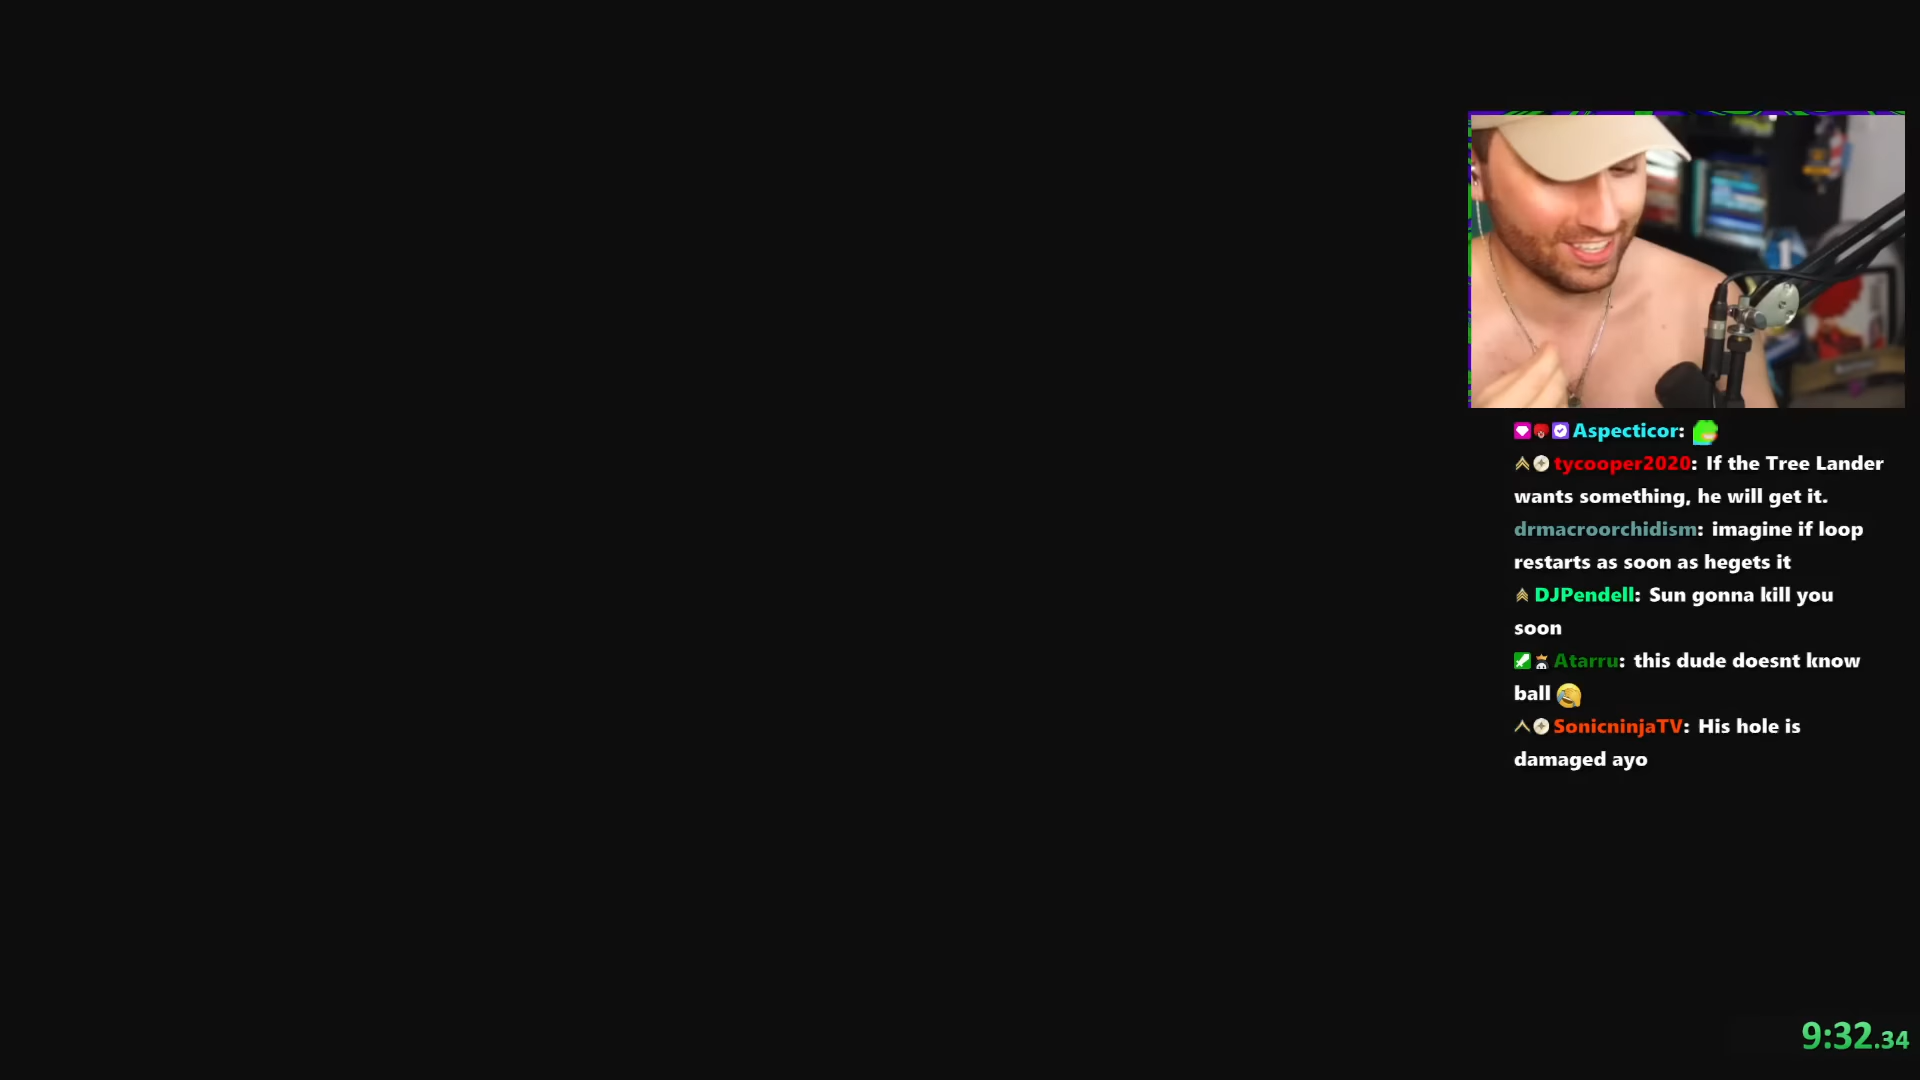 Aspecticor:
tycooper2020: If the Tree Lander
wants something, he will get it.
drmacroorchidism: imagine if loop
restarts as soon as hegets it
DJPendell: Sun gonna kill you
soon
Atarru: this dude doesnt know
ball
SonicninjaTV: His hole is
damaged ayo
9:32.34